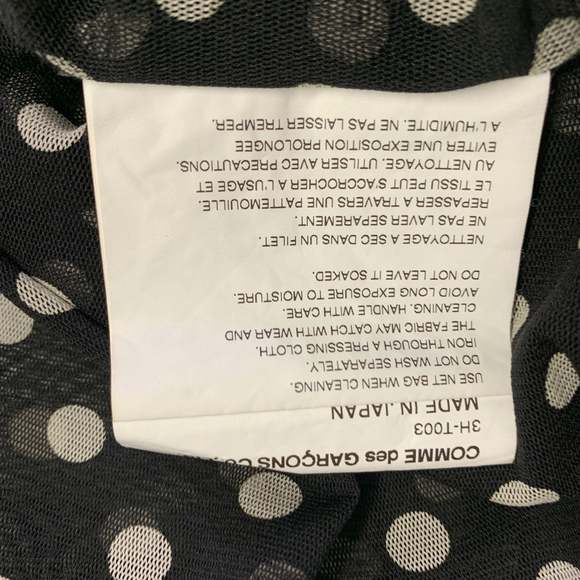 COMME des GARÇONS CO.,
3H-T003
MADE IN JAPAN
USE NET BAG WHEN CLEANING.
DO NOT WASH SEPARATELY.
IRON THROUGH A PRESSING CLOTH.
THE FABRIC MAY CATCH WITH WEAR AND
CLEANING. HANDLE WITH CARE.
AVOID LONG EXPOSURE TO MOISTURE.
DO NOT LEAVE IT SOAKED.
NETTOYAGE A SEC DANS UN FILET.
NE PAS LAVER SEPAREMENT.
REPASSER A TRAVERS UNE PATTEMOUILLE.
LE TISSU PEUT S'ACCROCHER A L'USAGE ET
AU NETTOYAGE. UTILSER AVEC PRECAUTIONS.
EVITER UNE EXPOSITION PROLONGEE
A L'HUMIDITE. NE PAS LAISSER TREMPER.